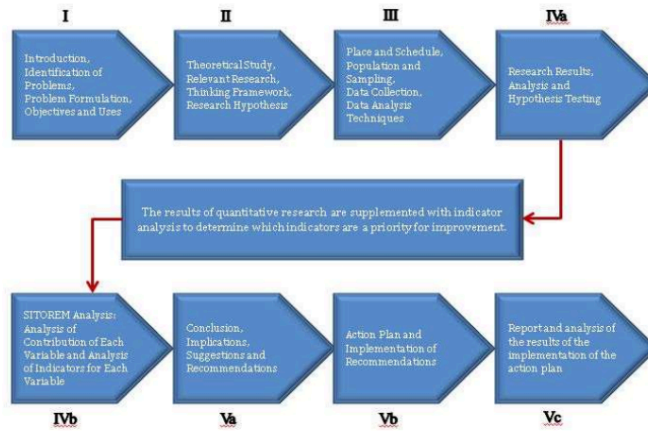 I
II
III
IVa
Introduction,
Identification of
Problems,
Problem Formulation,
Objectives and Uses
Theoretical Study,
Relevant Research,
Thinking Framework,
Research Hypothesis
Place and Schedule,
Population and
Sampling,
Data Collection,
Data Analysis
Techniques
Research Results,
Analysis and
Hypothesis Testing
The results of quantitative research are supplemented with indicator
analysis to determine which indicators are a priority for improvement.
SITOREM Analysis:
Analysis of
Contribution of Each
Variable and Analysis
of Indicators for Each
Variable
Conclusion,
Implications,
Suggestions and
Recommendations
Action Plan and
Implementation of
Recommendations
Report and analysis of
the results of the
implementation of the
action plan
IVb
Va
Vb
Vc